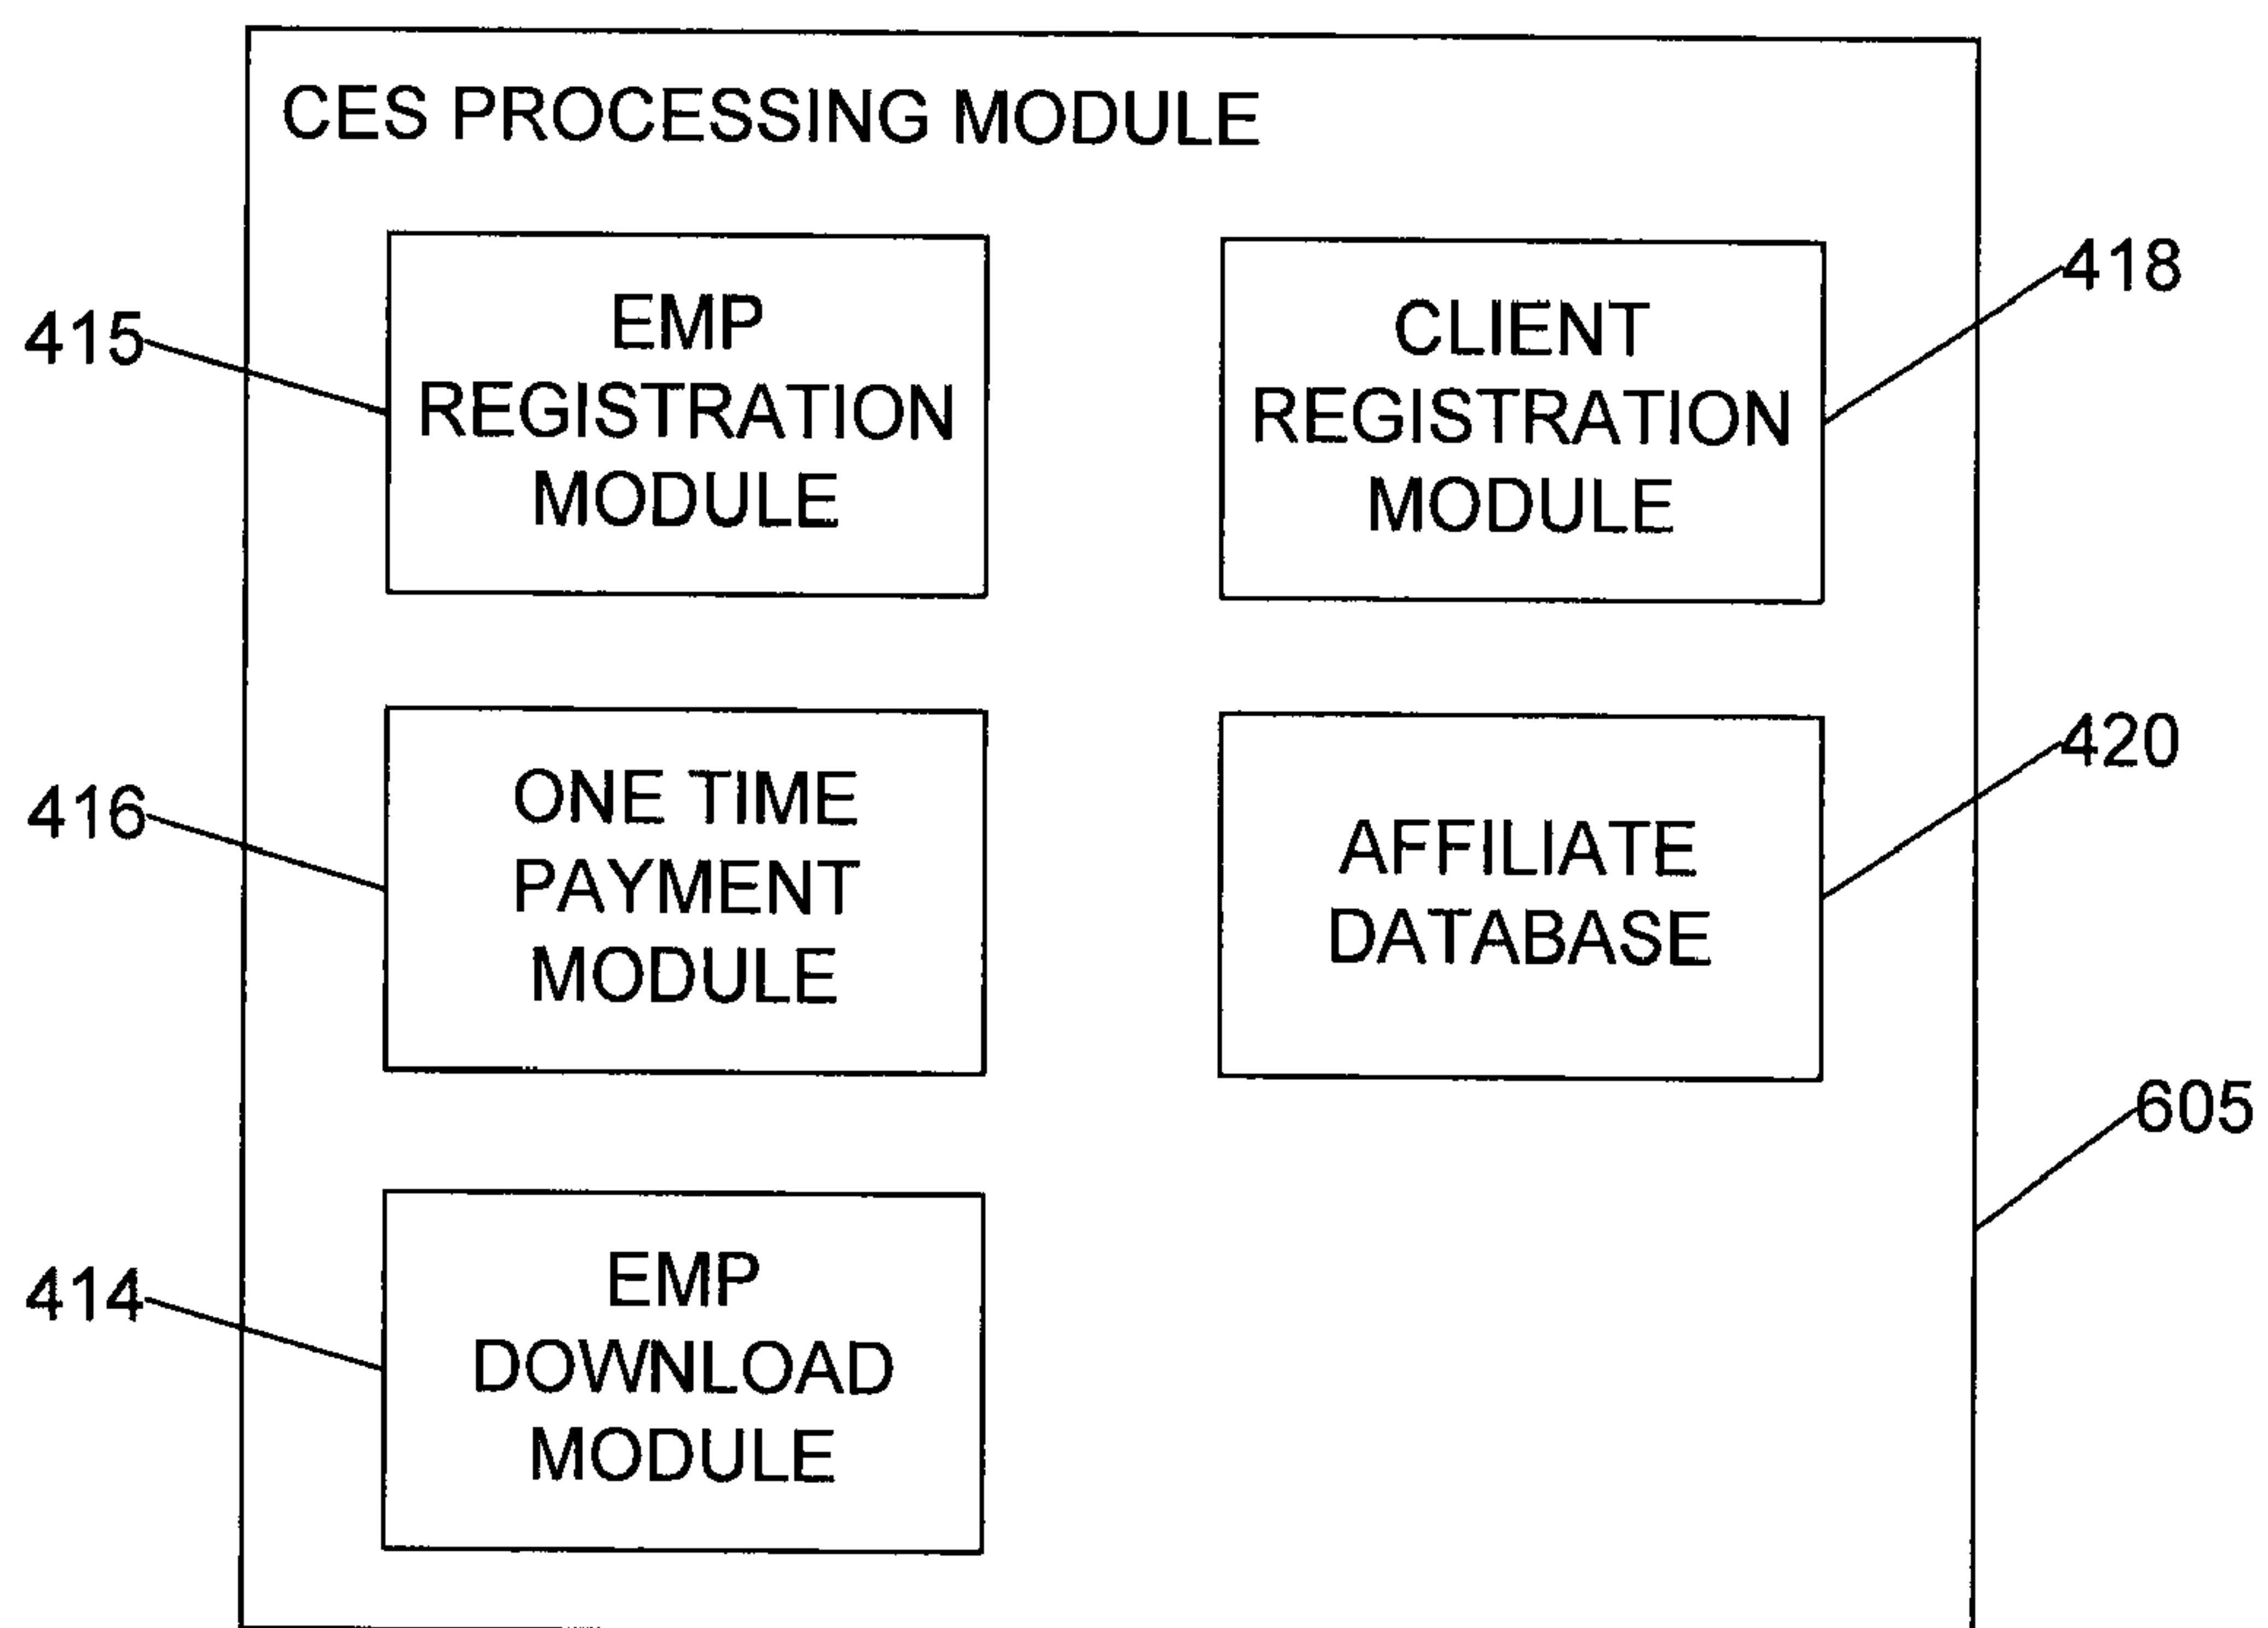 CES PROCESSING MODULE
415
EMP
REGISTRATION
MODULE
CLIENT
REGISTRATION
MODULE
418
416
ONE TIME
PAYMENT
MODULE
AFFILIATE
DATABASE
420
605
414
EMP
DOWNLOAD
MODULE